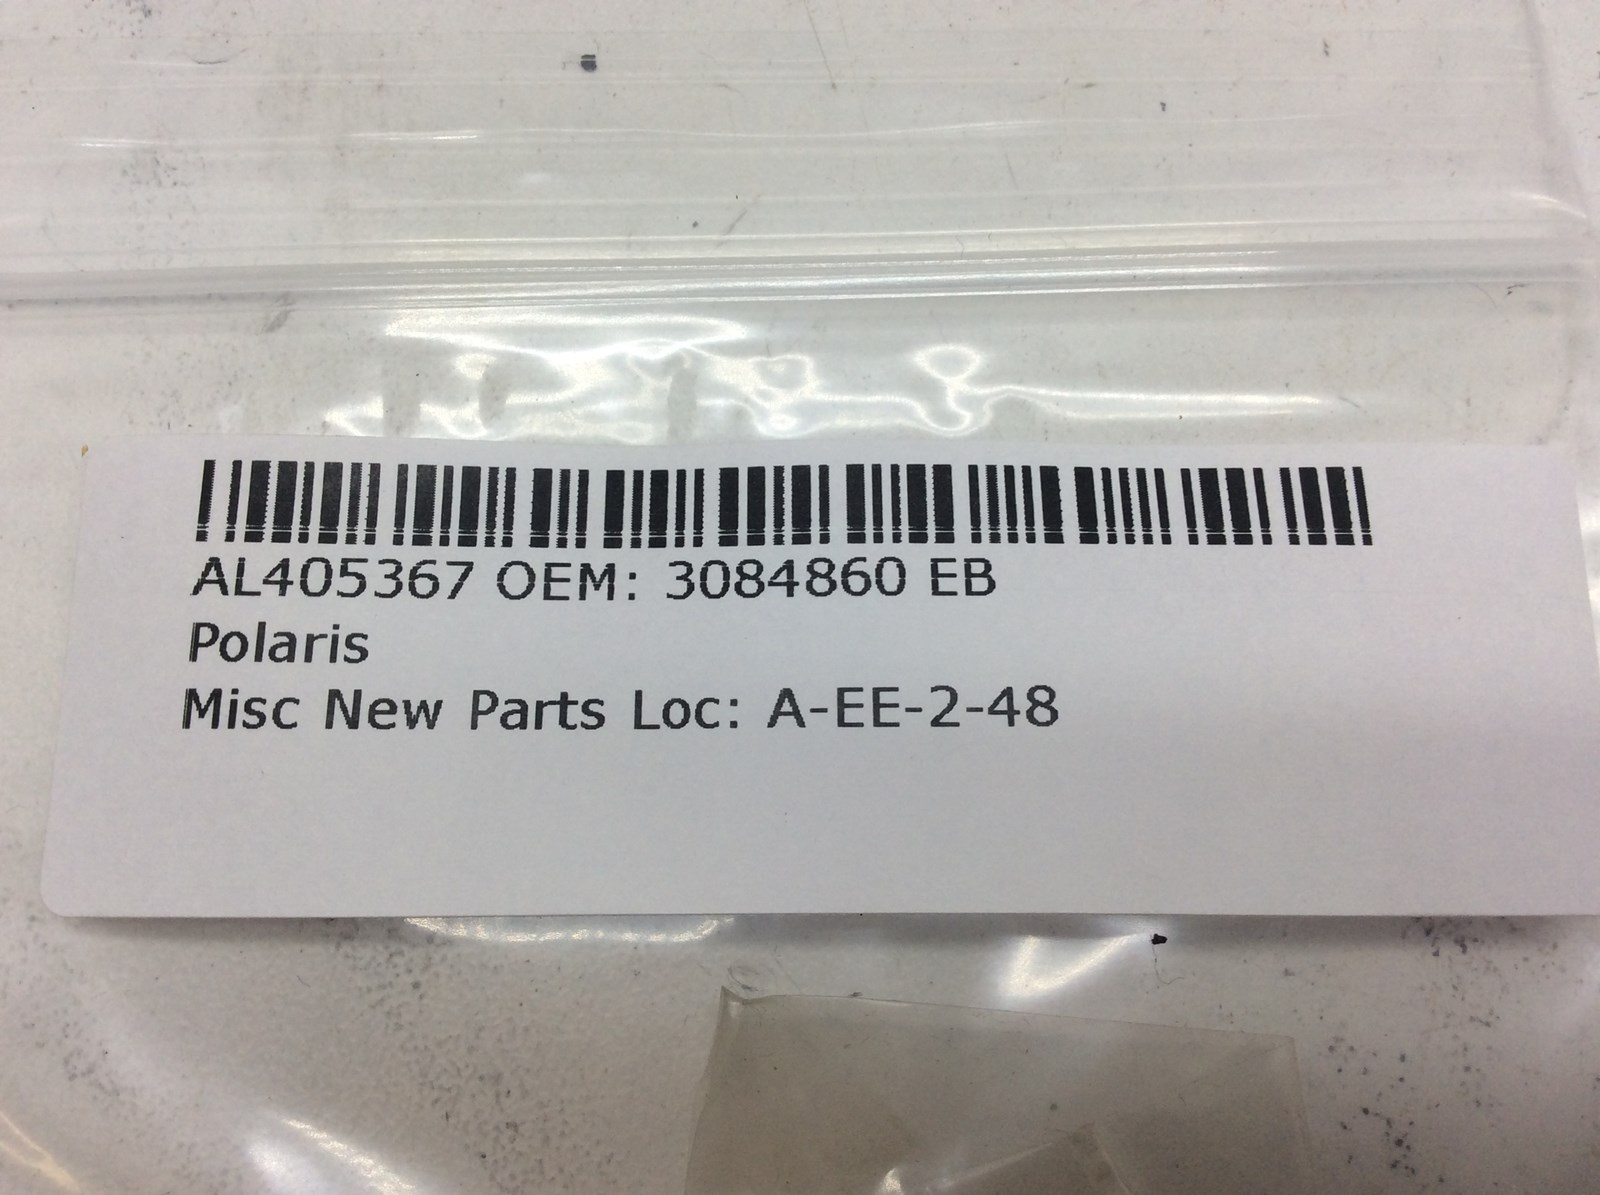 AL405367 OEM: 3084860 EB
Polaris
Misc New Parts Loc: A-EE-2-48